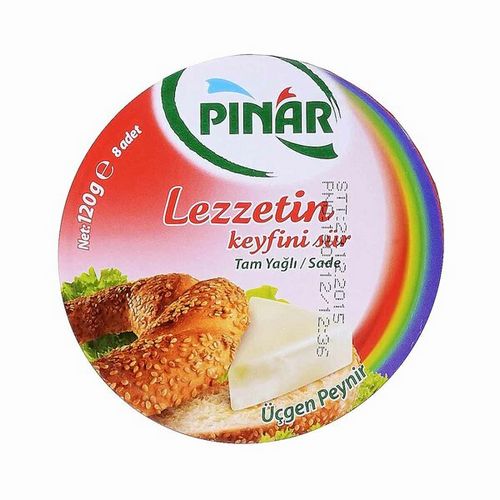 PINAR
Net: 120g e
8 adet
Lezzetin
keyfini sür
Tam Yağlı / Sade
Üçgen Peynir